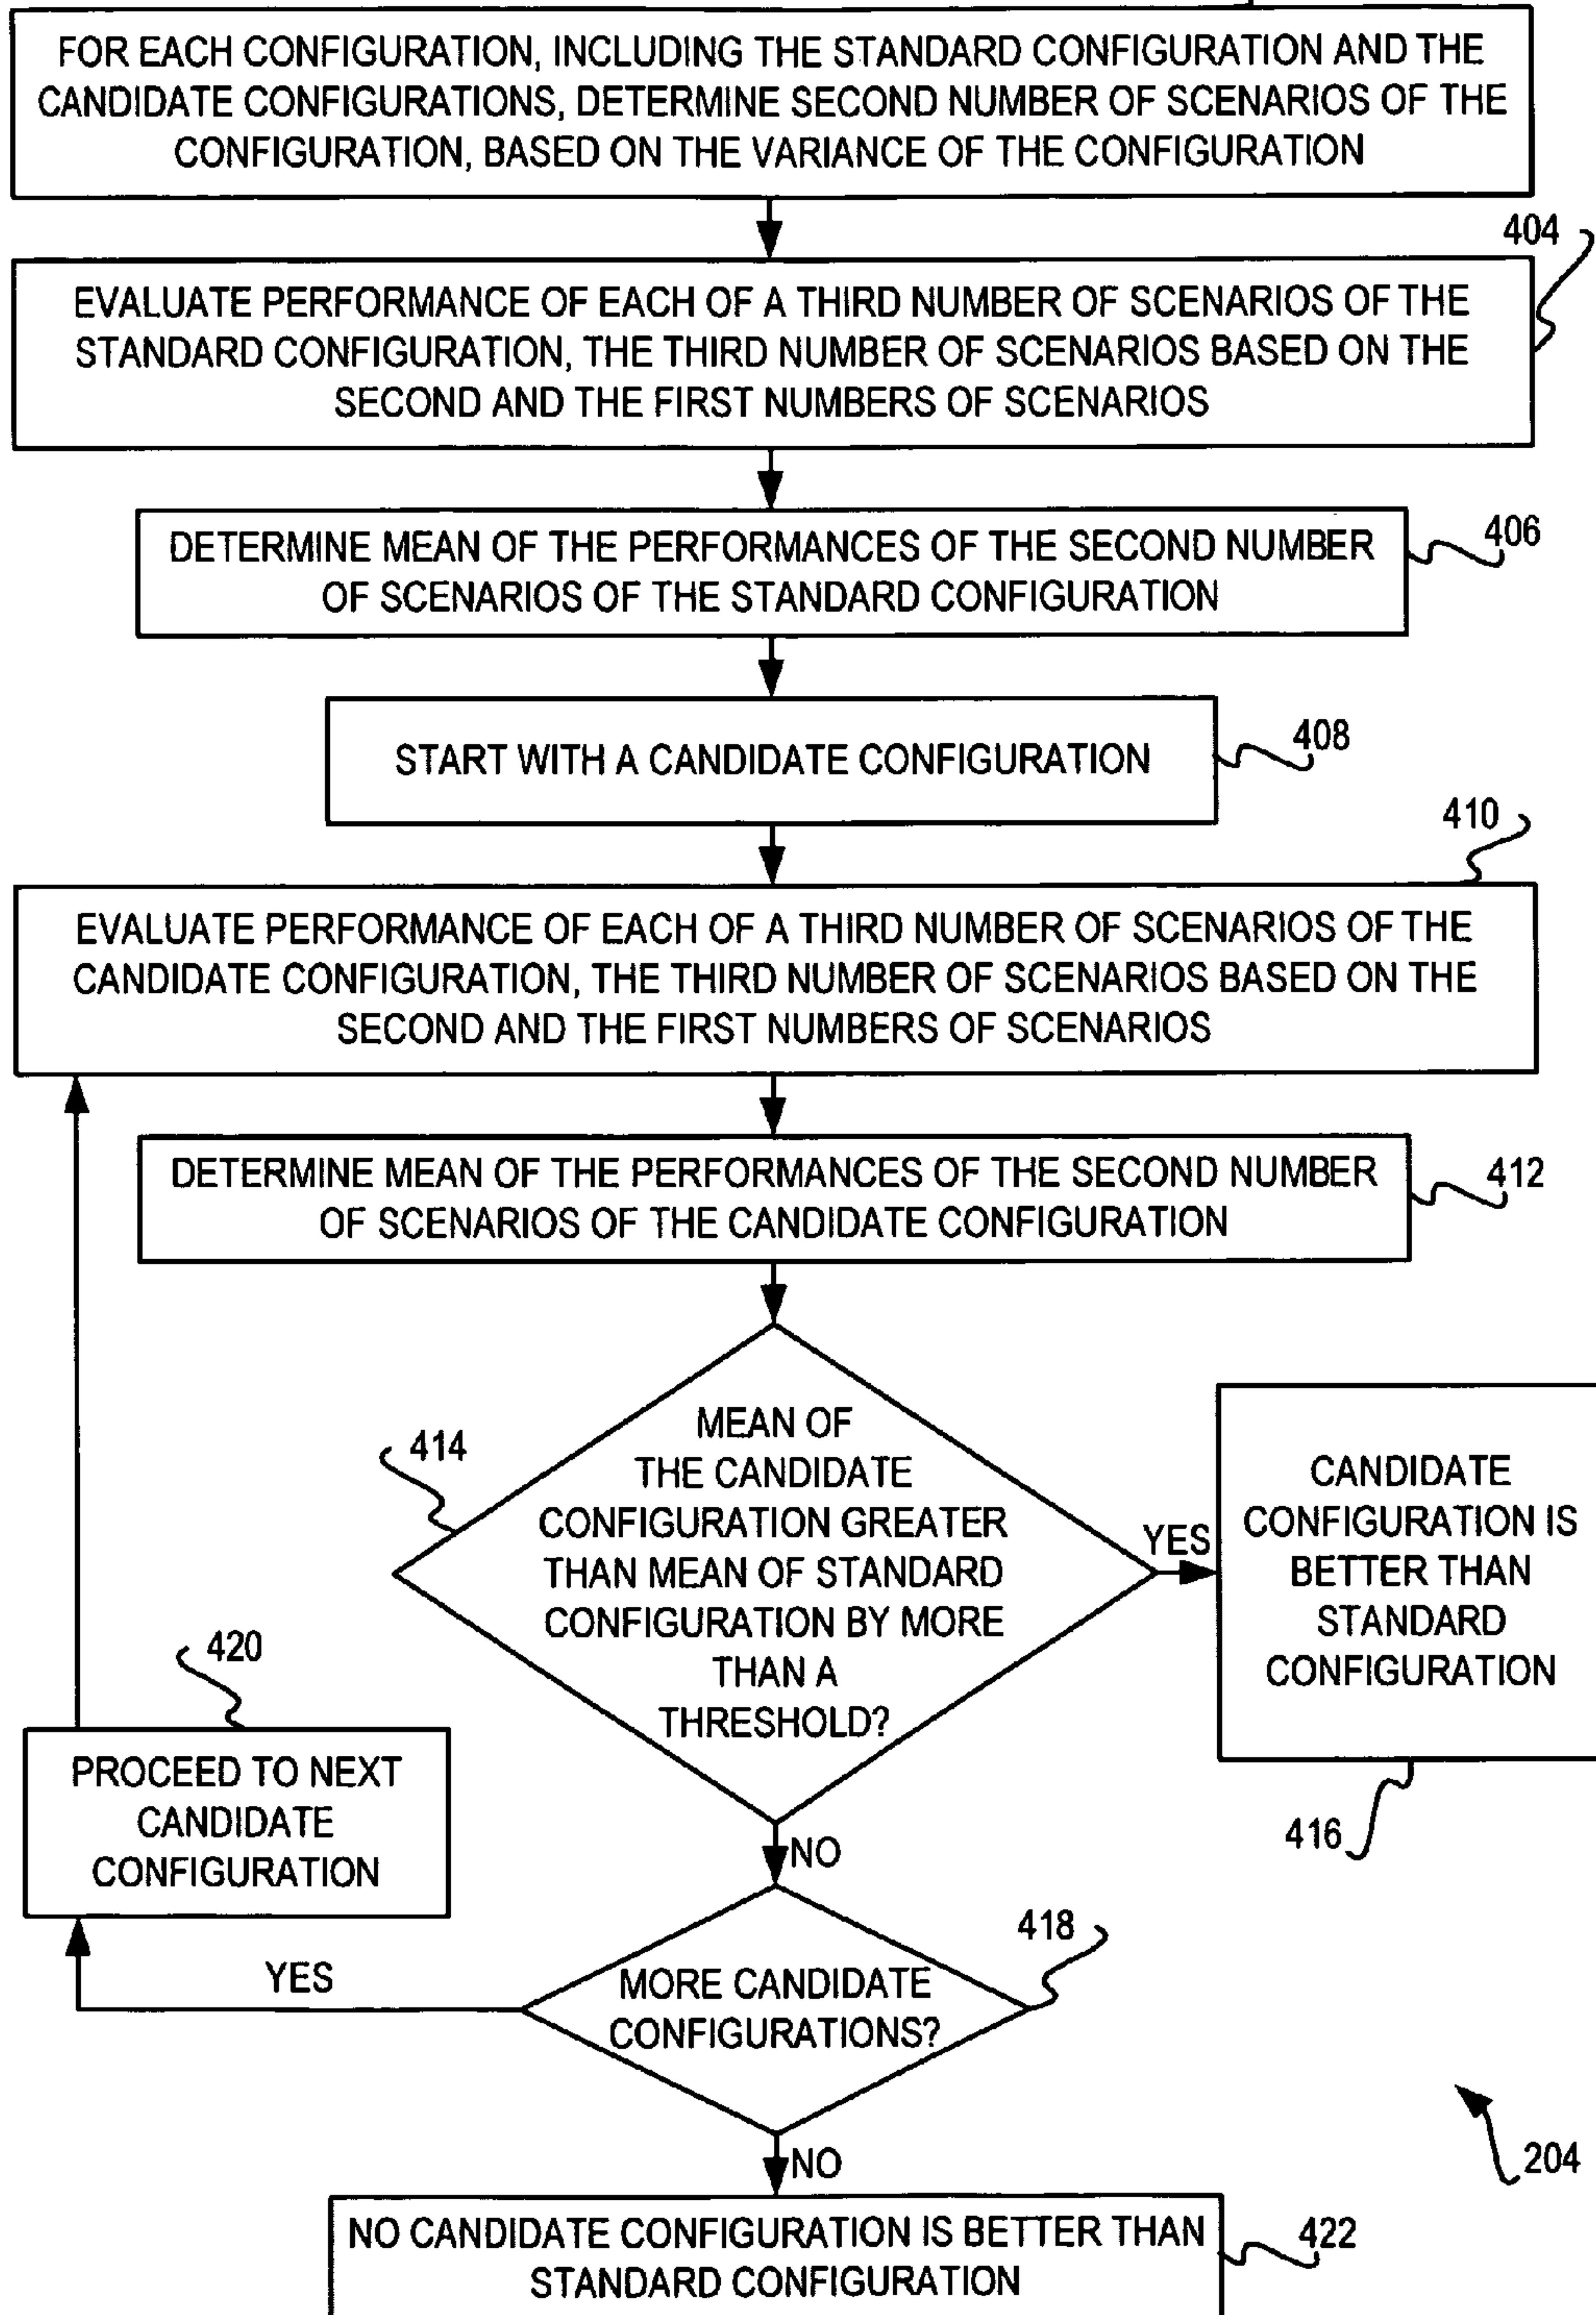 FOR EACH CONFIGURATION, INCLUDING THE STANDARD CONFIGURATION AND THE
CANDIDATE CONFIGURATIONS, DETERMINE SECOND NUMBER OF SCENARIOS OF THE
CONFIGURATION, BASED ON THE VARIANCE OF THE CONFIGURATION
404
EVALUATE PERFORMANCE OF EACH OF A THIRD NUMBER OF SCENARIOS OF THE
STANDARD CONFIGURATION, THE THIRD NUMBER OF SCENARIOS BASED ON THE
SECOND AND THE FIRST NUMBERS OF SCENARIOS
DETERMINE MEAN OF THE PERFORMANCES OF THE SECOND NUMBER
OF SCENARIOS OF THE STANDARD CONFIGURATION
406
START WITH A CANDIDATE CONFIGURATION
408
410
EVALUATE PERFORMANCE OF EACH OF A THIRD NUMBER OF SCENARIOS OF THE
CANDIDATE CONFIGURATION, THE THIRD NUMBER OF SCENARIOS BASED ON THE
SECOND AND THE FIRST NUMBERS OF SCENARIOS
DETERMINE MEAN OF THE PERFORMANCES OF THE SECOND NUMBER
OF SCENARIOS OF THE CANDIDATE CONFIGURATION
412
414
MEAN OF
THE CANDIDATE
CONFIGURATION GREATER
THAN MEAN OF STANDARD
CONFIGURATION BY MORE
THAN A
THRESHOLD?
YES
CANDIDATE
CONFIGURATION IS
BETTER THAN
STANDARD
CONFIGURATION
416
420
PROCEED TO NEXT
CANDIDATE
CONFIGURATION
NO
418
MORE CANDIDATE
CONFIGURATIONS?
YES
NO
204
NO CANDIDATE CONFIGURATION IS BETTER THAN
STANDARD CONFIGURATION
422